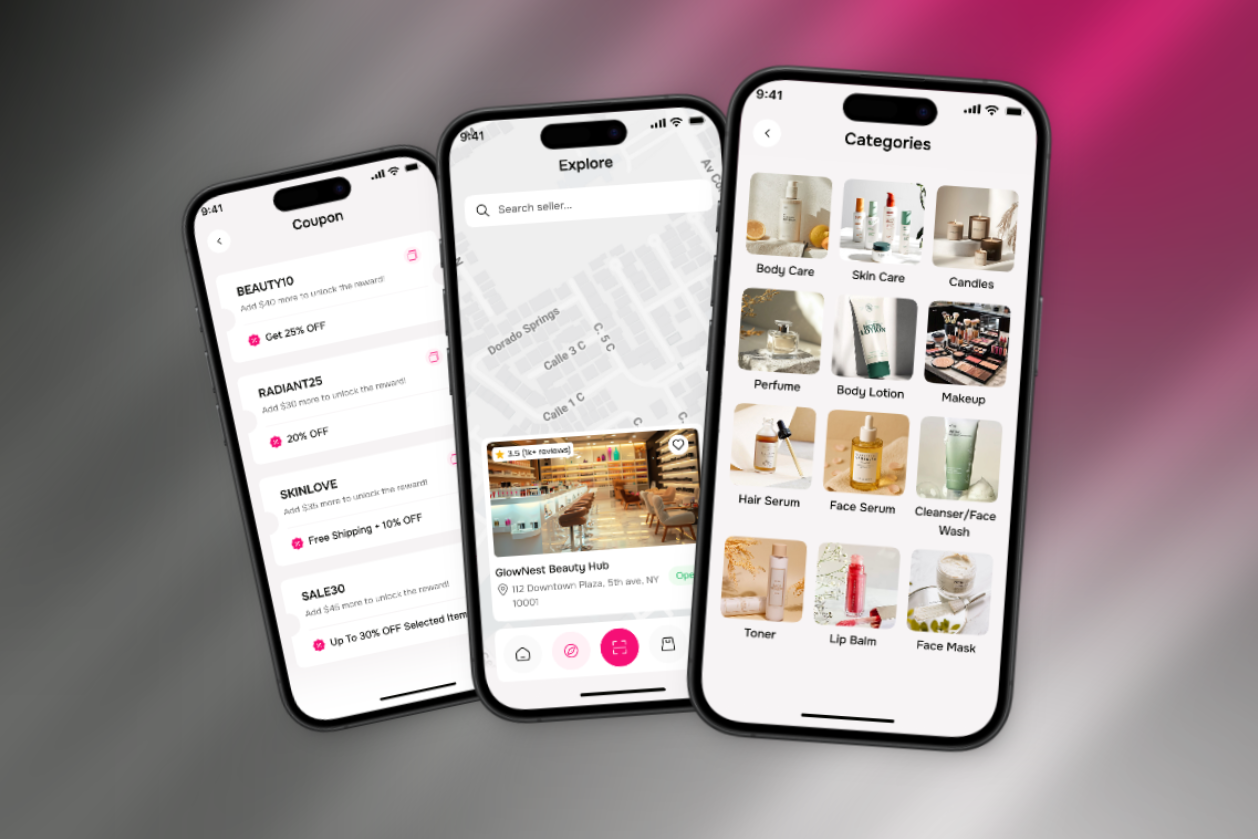 9:41
Coupon
BEAUTY10
Add $40 more to unlock the reward!
Get 25% OFF
RADIANT25
Add $30 more to unlock the reward!
20% OFF
SKINLOVE
Add $35 more to unlock the reward!
Free Shipping + 10% OFF
SALE30
Add $45 more to unlock the reward!
Up To 30% OFF Selected Item
9:41
Explore
Search seller...
Av Co
Dorado Springs
Calle 3 C
C 5 C
Calle 1 C
C
C
3.5 (1k+ reviews)
GlowNest Beauty Hub
112 Downtown Plaza, 5th ave, NY
10001
Ope
9:41
Categories
Body Care
Skin Care
Candles
Perfume
Body Lotion
Makeup
Hair Serum
Face Serum
Cleanser/Face
Wash
Toner
Lip Balm
Face Mask